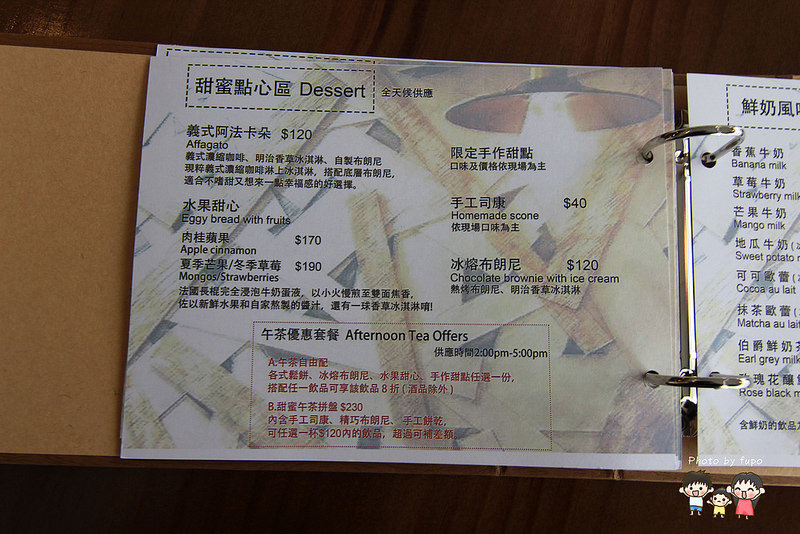 甜蜜點心區 Dessert 全天候供應
義式阿法卡朵 $120
Affagato
義式濃縮咖啡、明治香草冰淇淋、自製布朗尼
現粹義式濃縮咖啡淋上冰淇淋，搭配底層布朗尼，
適合不嗜甜又想來一點幸福感的好選擇。
水果甜心
Eggy bread with fruits
肉桂蘋果 $170
Apple cinnamon
夏季芒果/冬季草莓 $190
Mongos/Strawberries
法國長棍完全浸泡牛奶蛋液，以小火慢煎至雙面焦香，
佐以新鮮水果和自家熬製的醬汁，還有一球香草冰淇淋唷!
限定手作甜點
口味及價格依現場為主
手工司康 $40
Homemade scone
依現場口味為主
冰熔布朗尼 $120
Chocolate brownie with ice cream
熱烤布朗尼、明治香草冰淇淋
午茶優惠套餐 Afternoon Tea Offers
供應時間2:00pm-5:00pm
A.午茶自由配
各式鬆餅、冰熔布朗尼、水果甜心、手作甜點任選一份，
搭配任一飲品可享該飲品 8 折 ( 酒品除外 )
B.甜蜜午茶拼盤 $230
內含手工司康、精巧布朗尼、手工餅乾，
可任選一杯$120內的飲品，超過可補差額。
鮮奶風
香蕉牛奶
Banana milk
草莓牛奶
Strawberry milk
芒果牛奶
Mango milk
地瓜牛奶 (
Sweet potato
可可歐蕾 (
Cocoa au lait
抹茶歐蕾 (
Matcha au lait
伯爵鮮奶
Earl grey milk
玫瑰花釀
Rose black m
含鮮奶的飲品
Photo by fupo